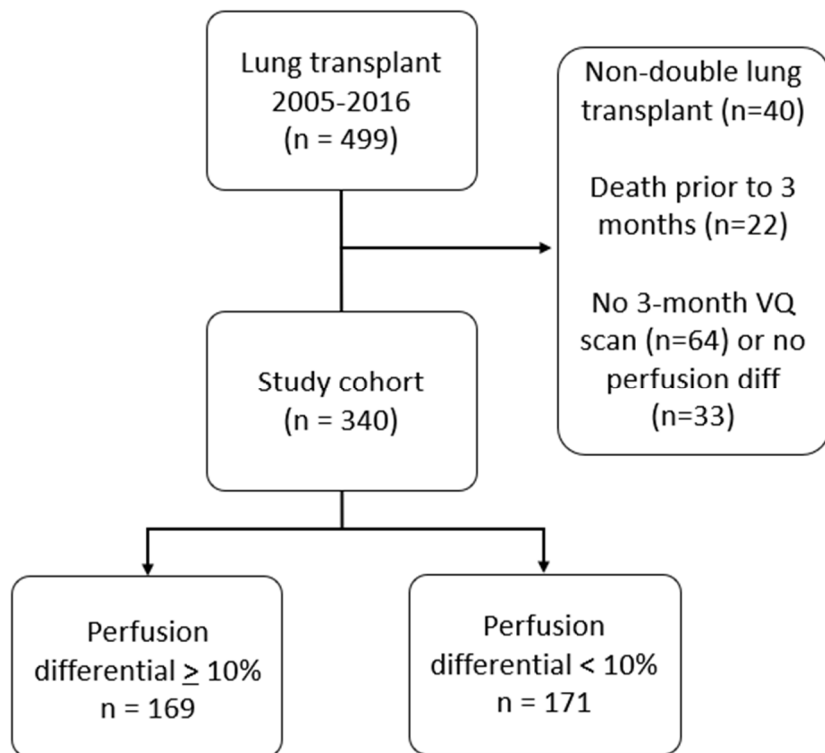 Lung transplant
2005-2016
(n = 499)
Non-double lung
transplant (n=40)
Death prior to 3
months (n=22)
No 3-month VQ
scan (n=64) or no
perfusion diff
(n=33)
Study cohort
(n = 340)
Perfusion
differential ≥ 10%
n = 169
Perfusion
differential < 10%
n = 171